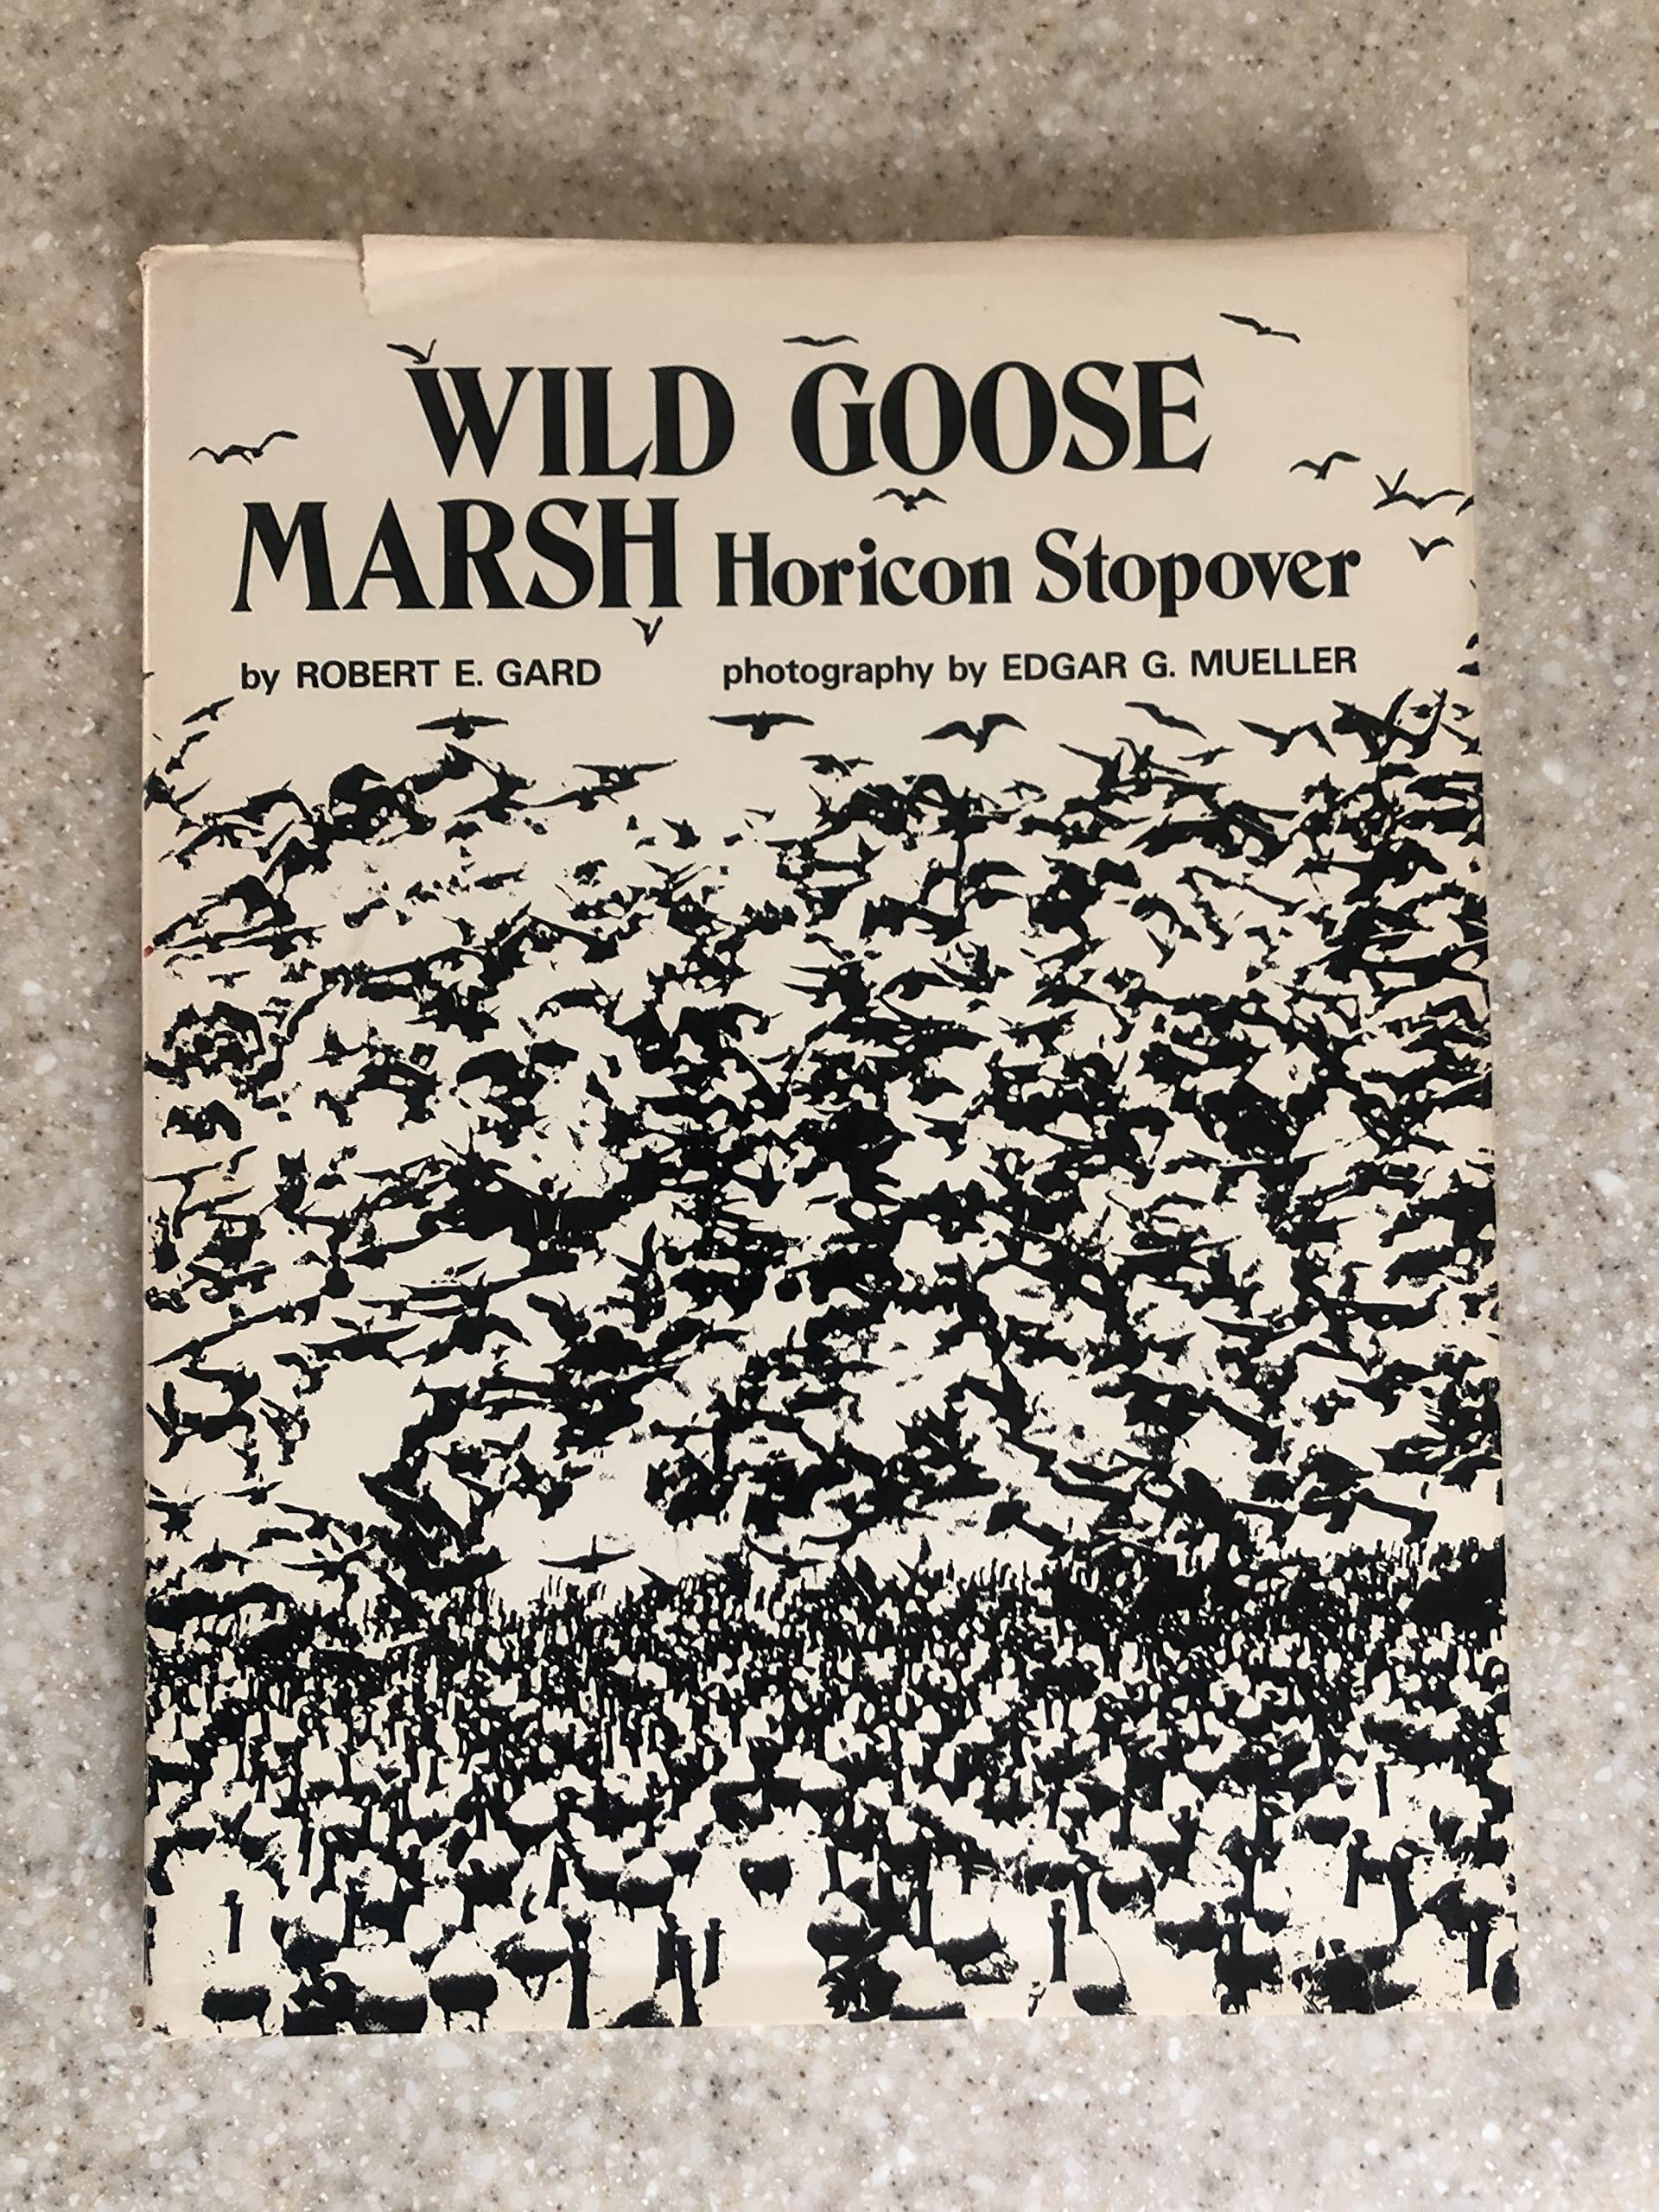 WILD GOOSE
MARSH Horicon Stopover
by ROBERT E. GARD photography by EDGAR G. MUELLER